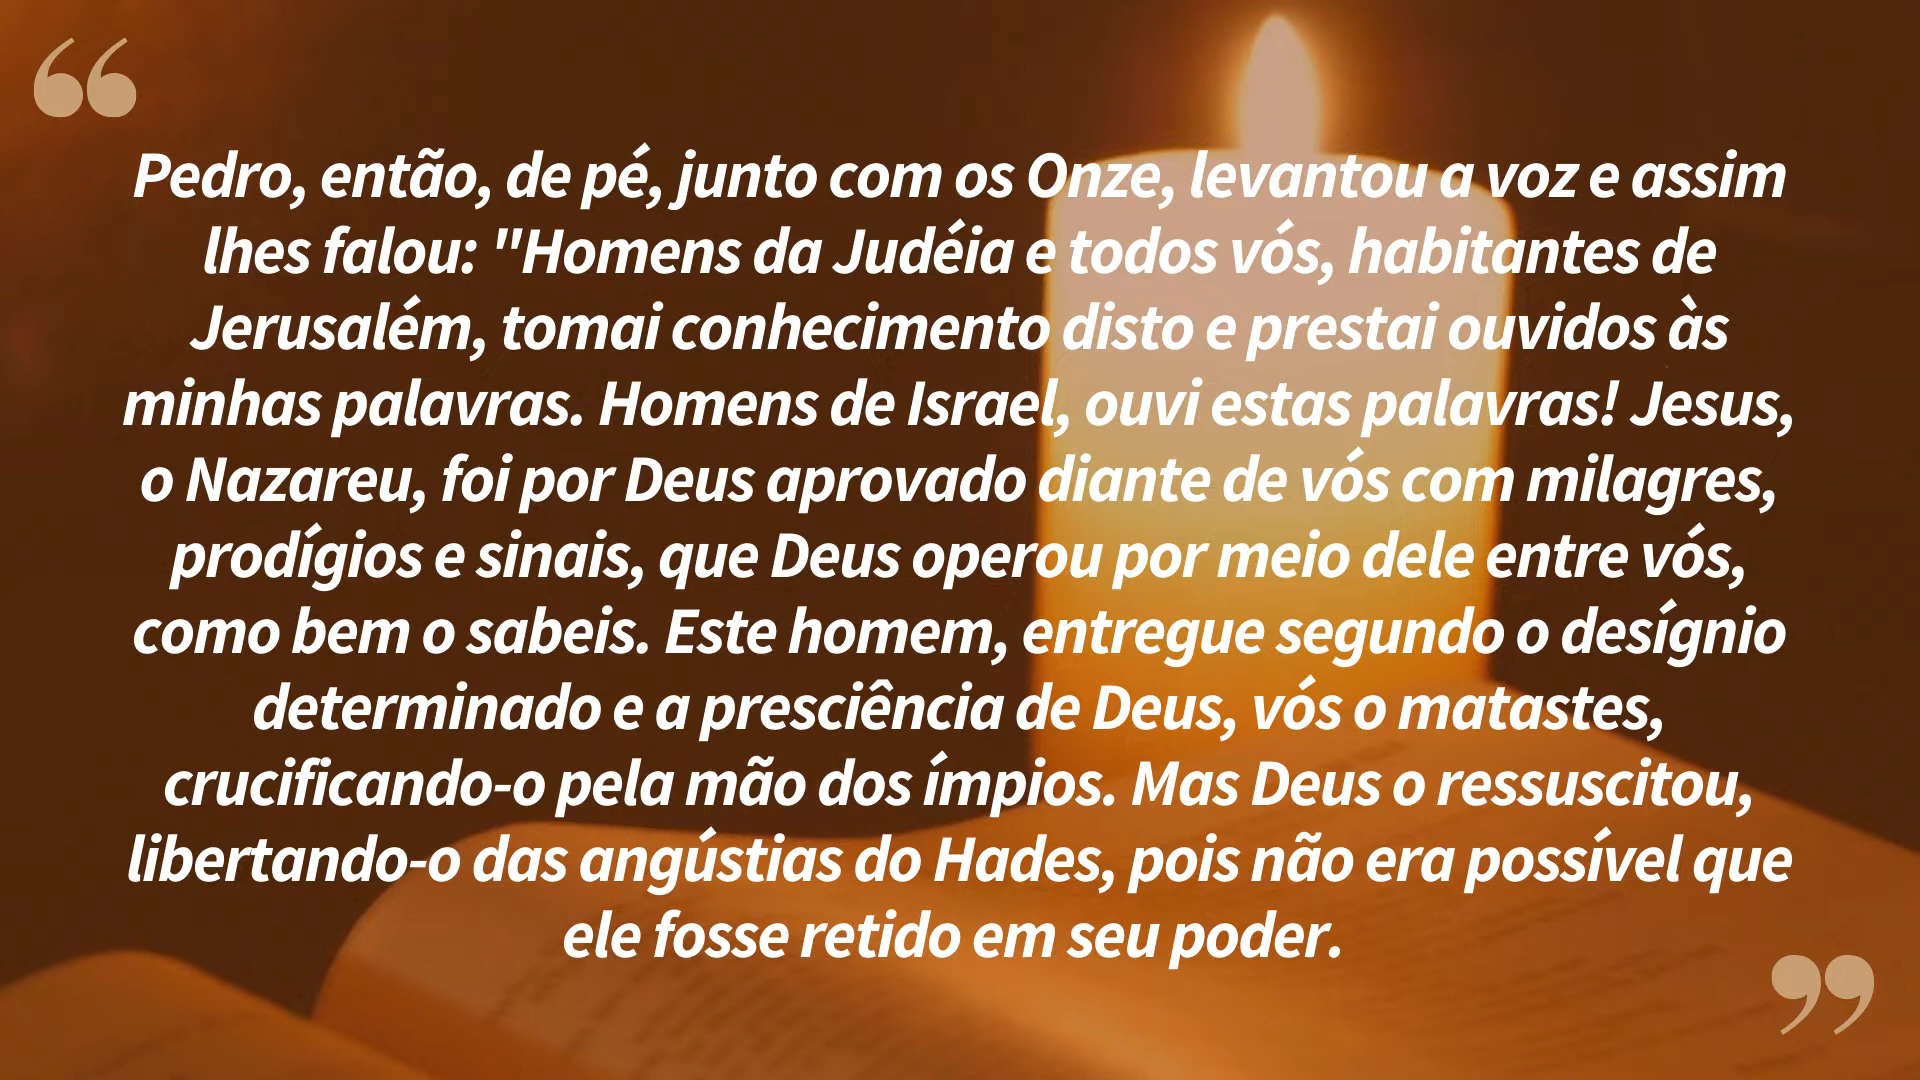 Pedro, então, de pé, junto com os Onze, levantou a voz e assim
lhes falou: "Homens da Judéia e todos vós, habitantes de
Jerusalém, tomai conhecimento disto e prestai ouvidos às
minhas palavras. Homens de Israel, ouvi estas palavras! Jesus,
o Nazareu, foi por Deus aprovado diante de vós com milagres,
prodígios e sinais, que Deus operou por meio dele entre vós,
como bem o sabeis. Este homem, entregue segundo o desígnio
determinado e a presciência de Deus, vós o matastes,
crucificando-o pela mão dos ímpios. Mas Deus o ressuscitou,
libertando-o das angústias do Hades, pois não era possível que
ele fosse retido em seu poder.